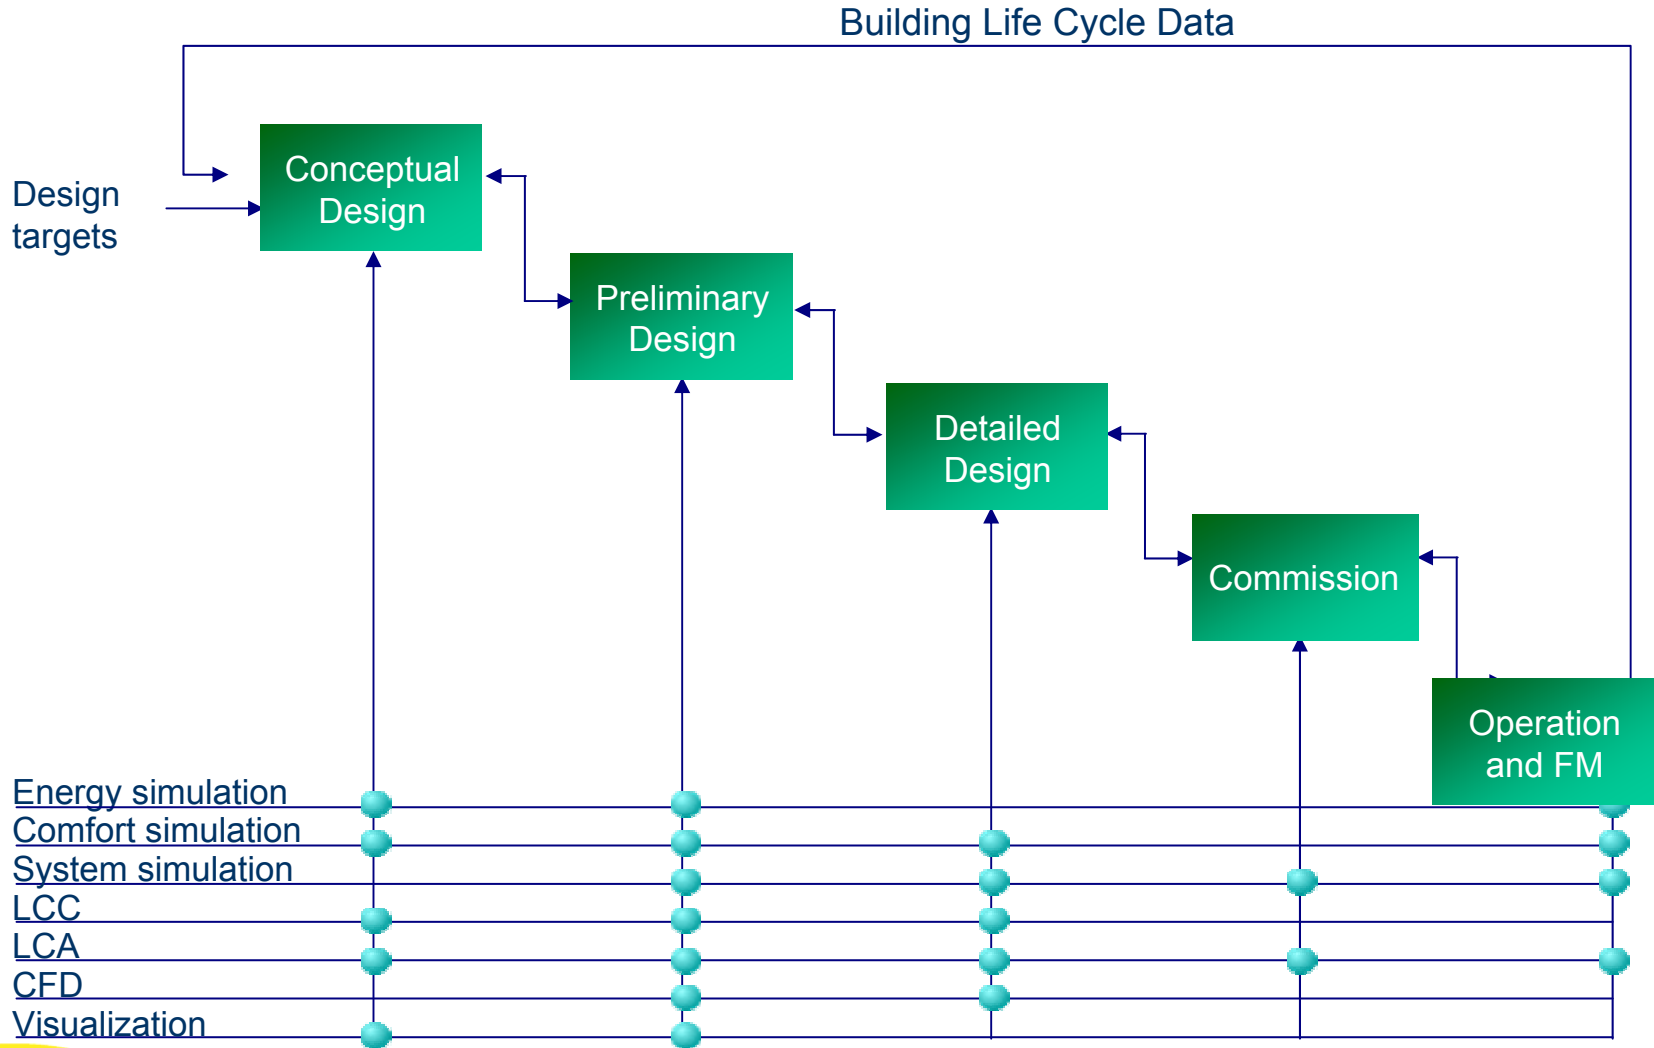 Building Life Cycle Data
Conceptual
Design
Design
targets
Preliminary
Design
Detailed
Design
Commission
Operation
and FM
Energy simulation
Comfort simulation
System simulation
LCC
LCA
CFD
Visualization